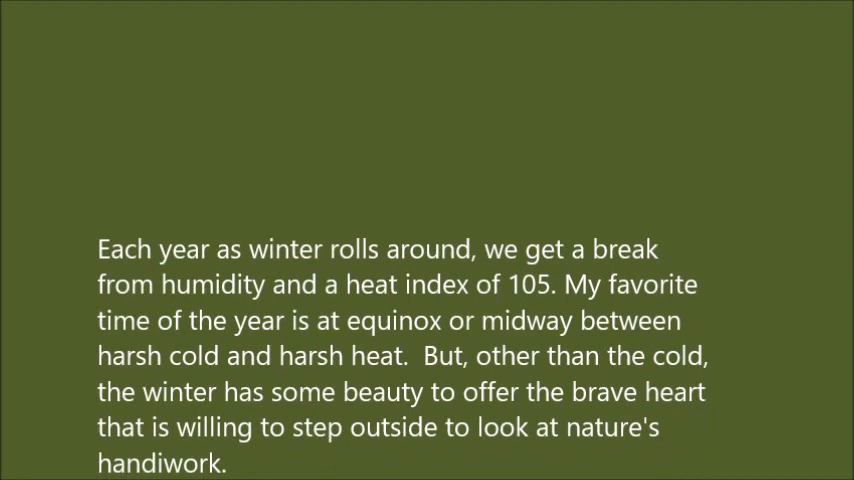 Each year as winter rolls around, we get a break
from humidity and a heat index of 105. My favorite
time of the year is at equinox or midway between
harsh cold and harsh heat.  But, other than the cold,
the winter has some beauty to offer the brave heart
that is willing to step outside to look at nature's
handiwork.